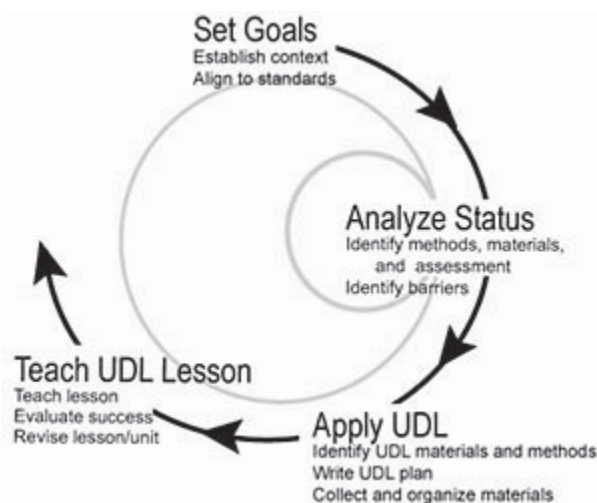 Set Goals
Establish context
Align to standards
Analyze Status
Identify methods, materials,
and assessment
Identify barriers
Apply UDL
Identify UDL materials and methods
Write UDL plan
Collect and organize materials
Teach UDL Lesson
Teach lesson
Evaluate success
Revise lesson/unit